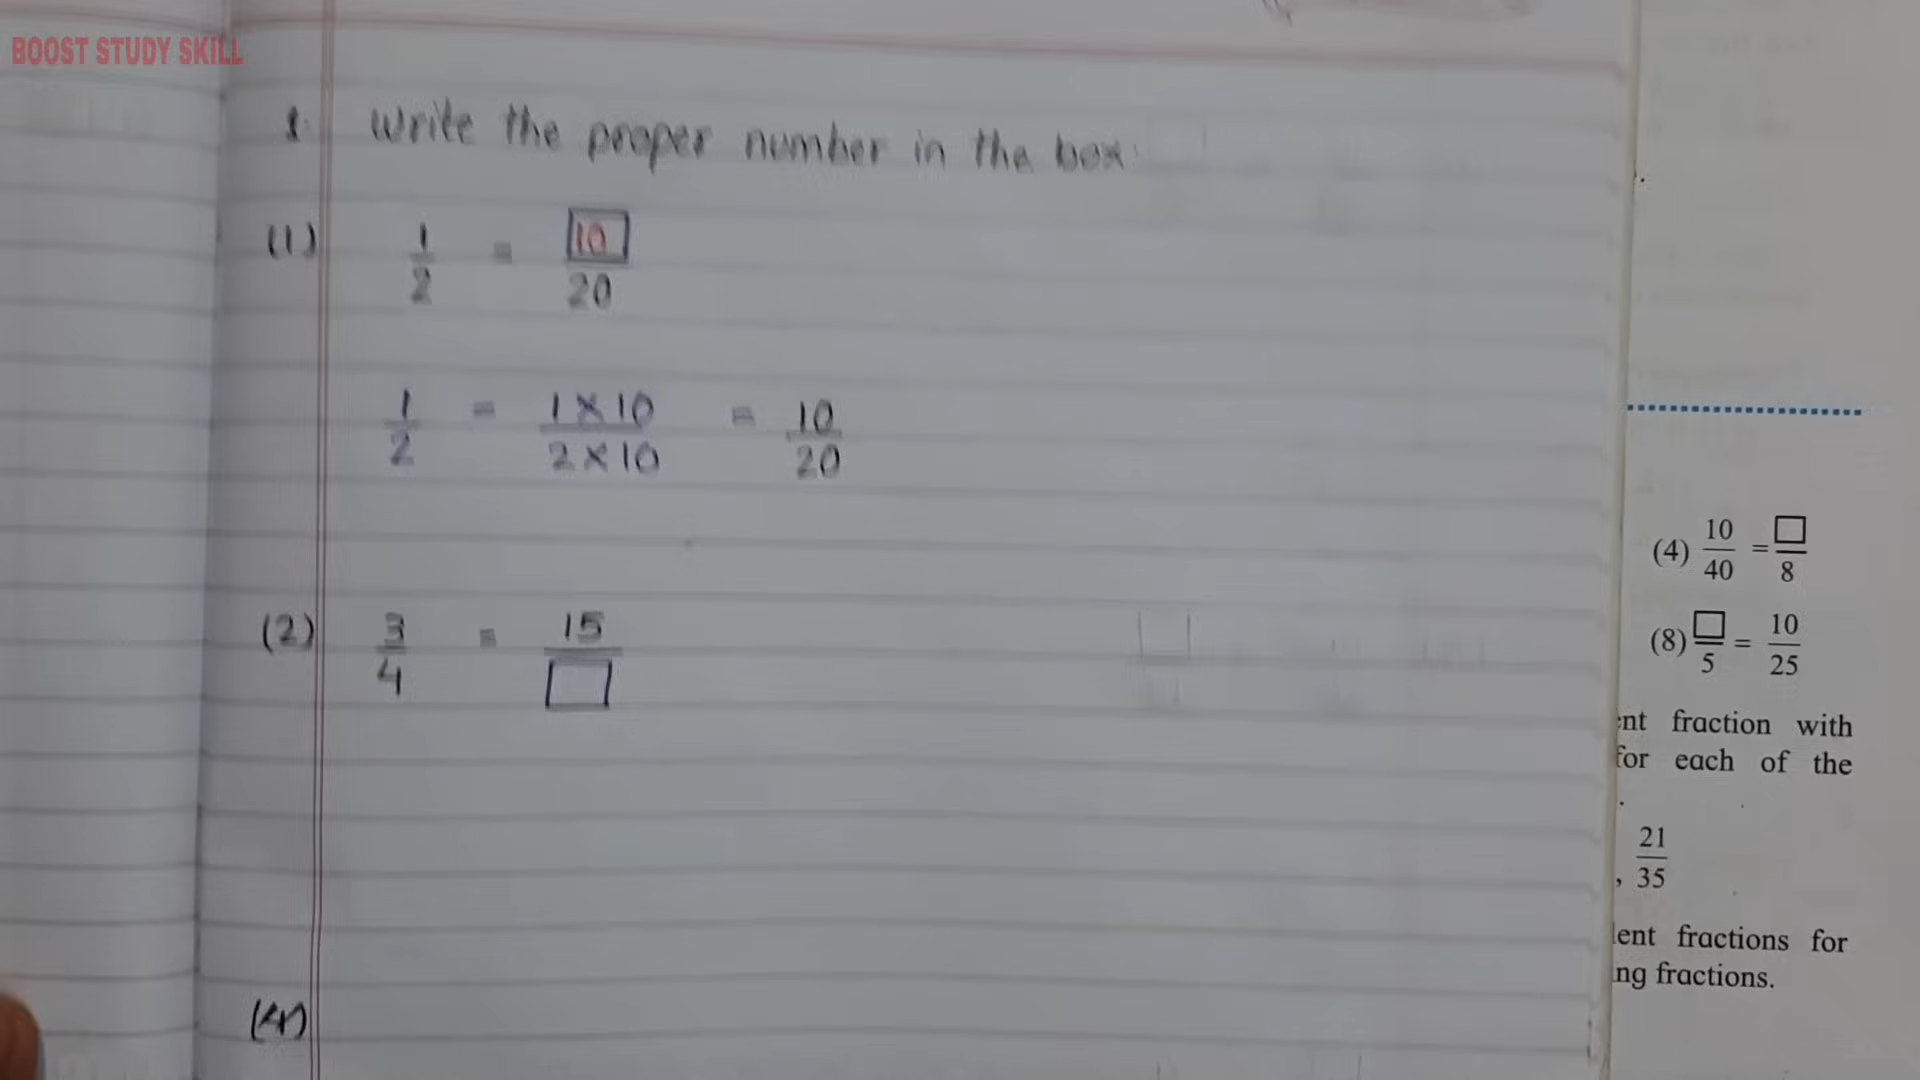 BOOST STUDY SKILL
1. Write the proper number in the box:
(1) 1/2 = 10/20
1/2 = 1 × 10/2 × 10 = 10/20
(2) 3/4 = 15/□
(4)
(4) 10/40 = □/8
(8) □/5 = 10/25
nt fraction with
for each of the
.
, 21/35
ent fractions for
ng fractions.